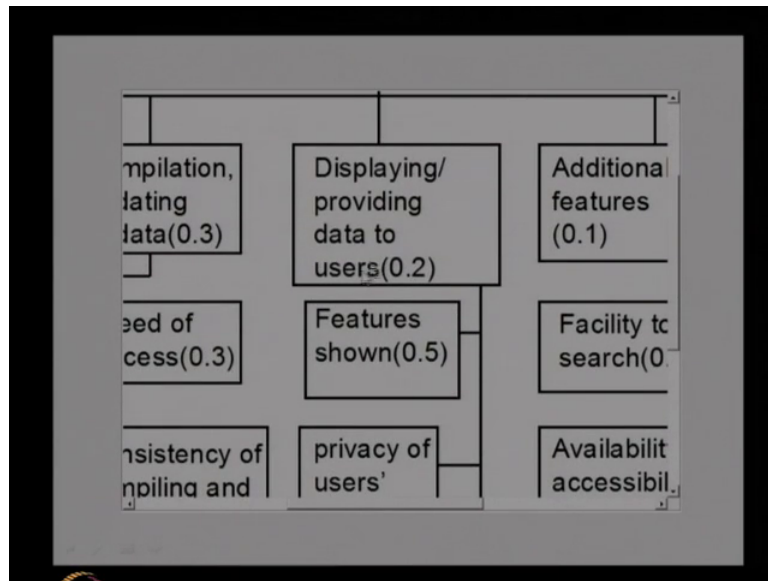 mpilation,
dating
data(0.3)
Displaying/
providing
data to
users(0.2)
Additional
features
(0.1)
eed of
cess(0.3)
Features
shown(0.5)
Facility to
search(0.
nsistency of
mpiling and
privacy of
users’
Availabilit
accessibil